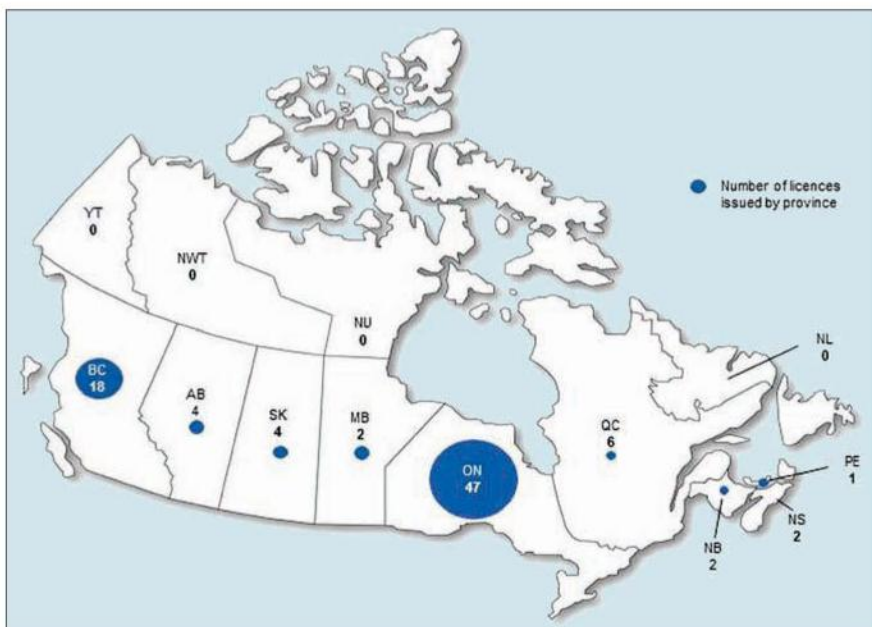 Number of licences
issued by province
YT
0
NWT
0
NU
0
NL
0
BC
18
AB
4
SK
4
MB
2
ON
47
QC
6
PE
1
NS
2
NB
2